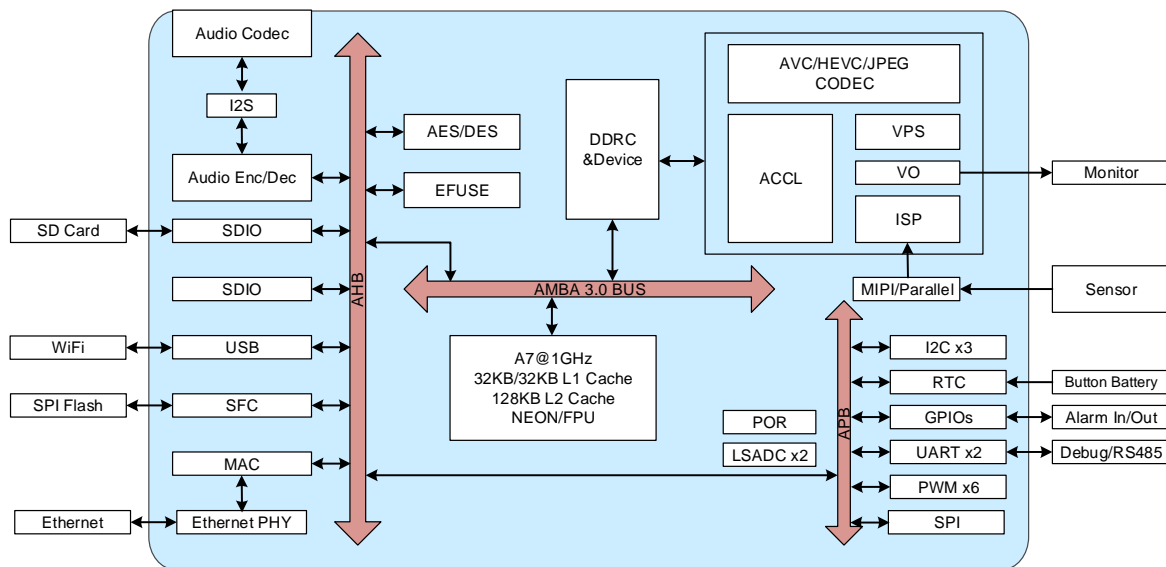 Audio Codec
I2S
Audio Enc/Dec
SD Card
SDIO
SDIO
WiFi
USB
SPI Flash
SFC
MAC
Ethernet
Ethernet PHY
AHB
AES/DES
EFUSE
DDRC
&Device
AMBA 3.0 BUS
A7@1GHz
32KB/32KB L1 Cache
128KB L2 Cache
NEON/FPU
AVC/HEVC/JPEG
CODEC
ACCL
VPS
VO
ISP
Monitor
MIPI/Parallel
Sensor
POR
LSADC x2
APB
I2C x3
RTC
Button Battery
GPIOs
Alarm In/Out
UART x2
Debug/RS485
PWM x6
SPI